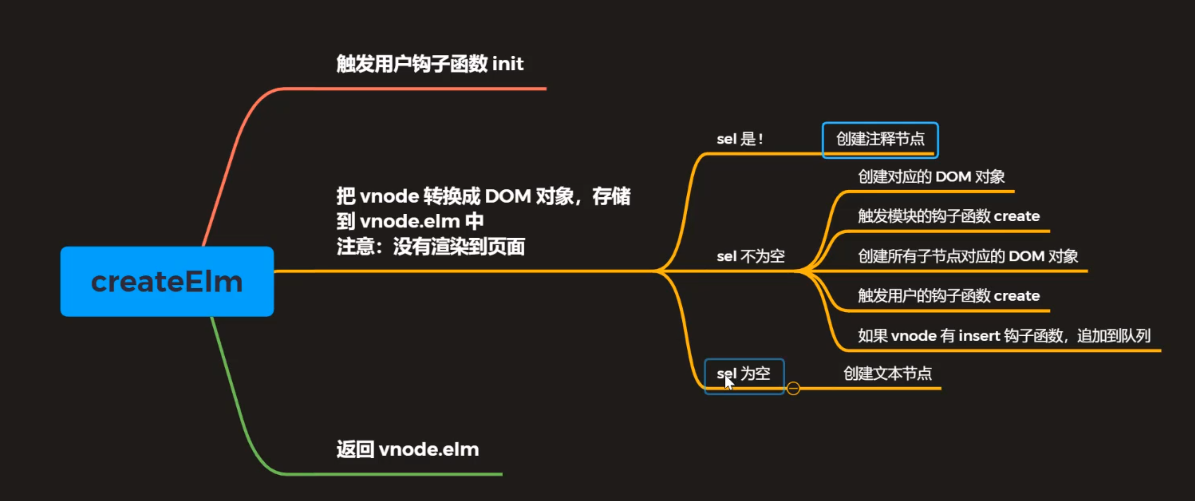 触发用户钩子函数 init
sel 是！
创建注释节点
创建对应的 DOM 对象
把 vnode 转换成 DOM 对象，存储
到 vnode.elm 中
注意：没有渲染到页面
触发模块的钩子函数 create
sel 不为空
创建所有子节点对应的 DOM 对象
createElm
触发用户的钩子函数 create
如果 vnode 有 insert 钩子函数，追加到队列
sel 为空
创建文本节点
返回 vnode.elm